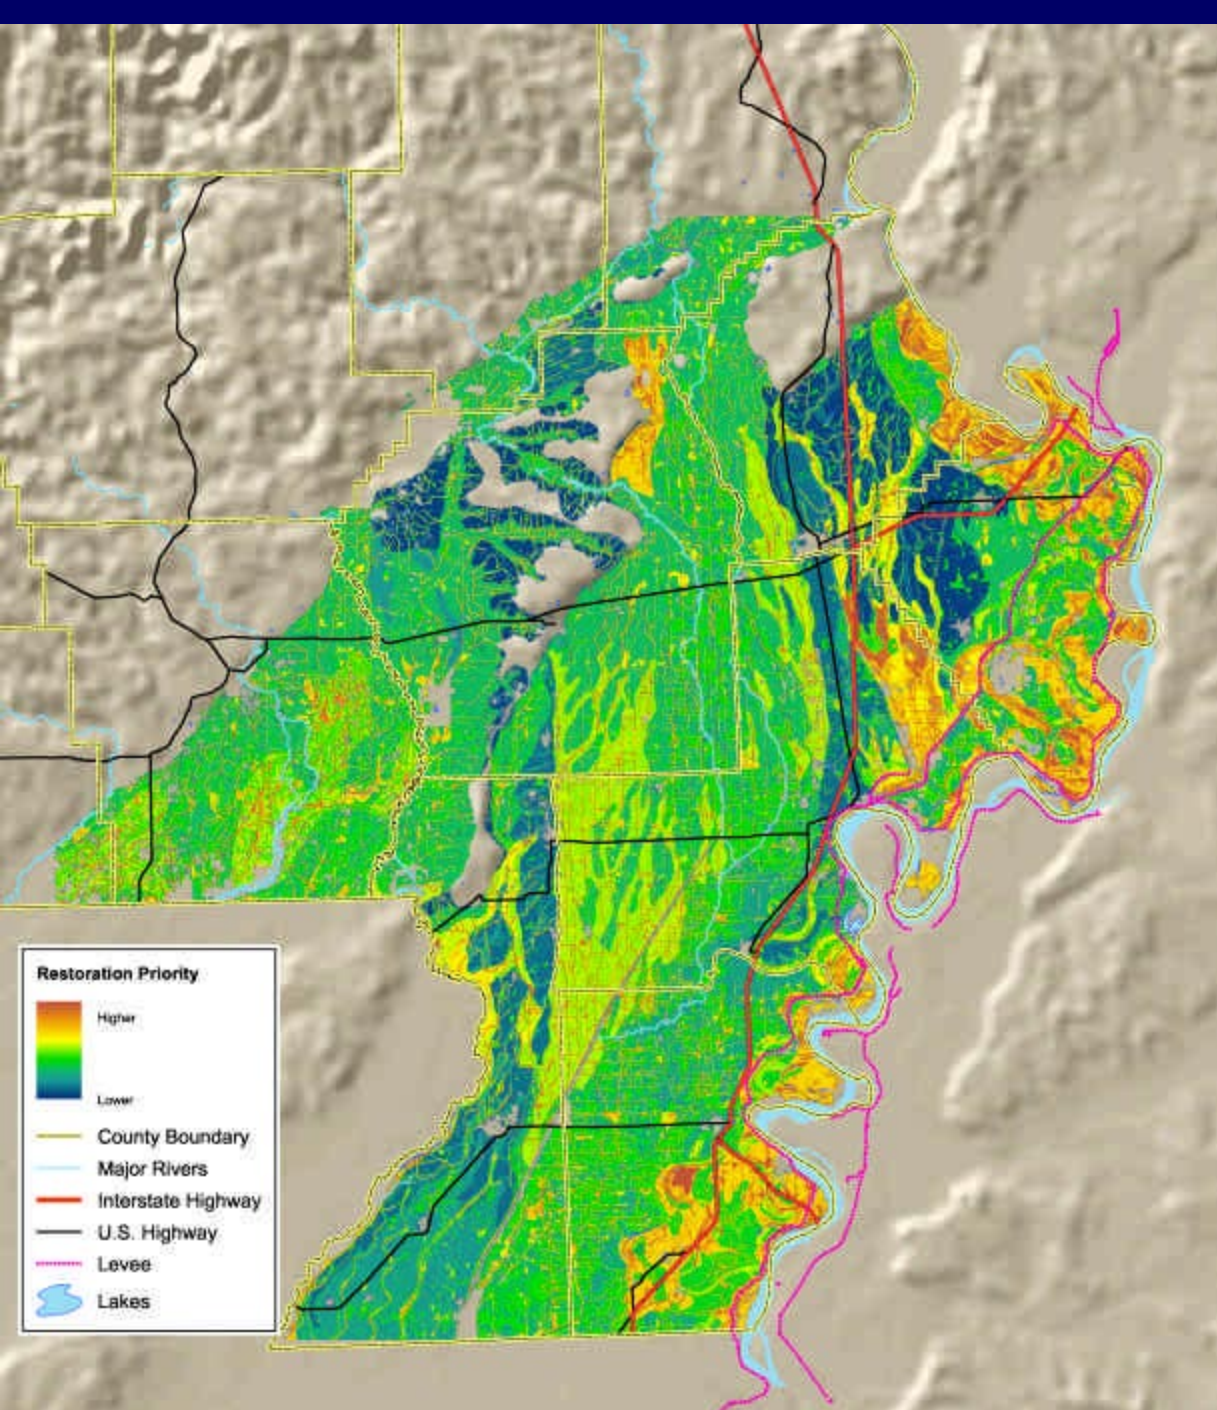 Restoration Priority
Higher
Lower
County Boundary
Major Rivers
Interstate Highway
U.S. Highway
Levee
Lakes